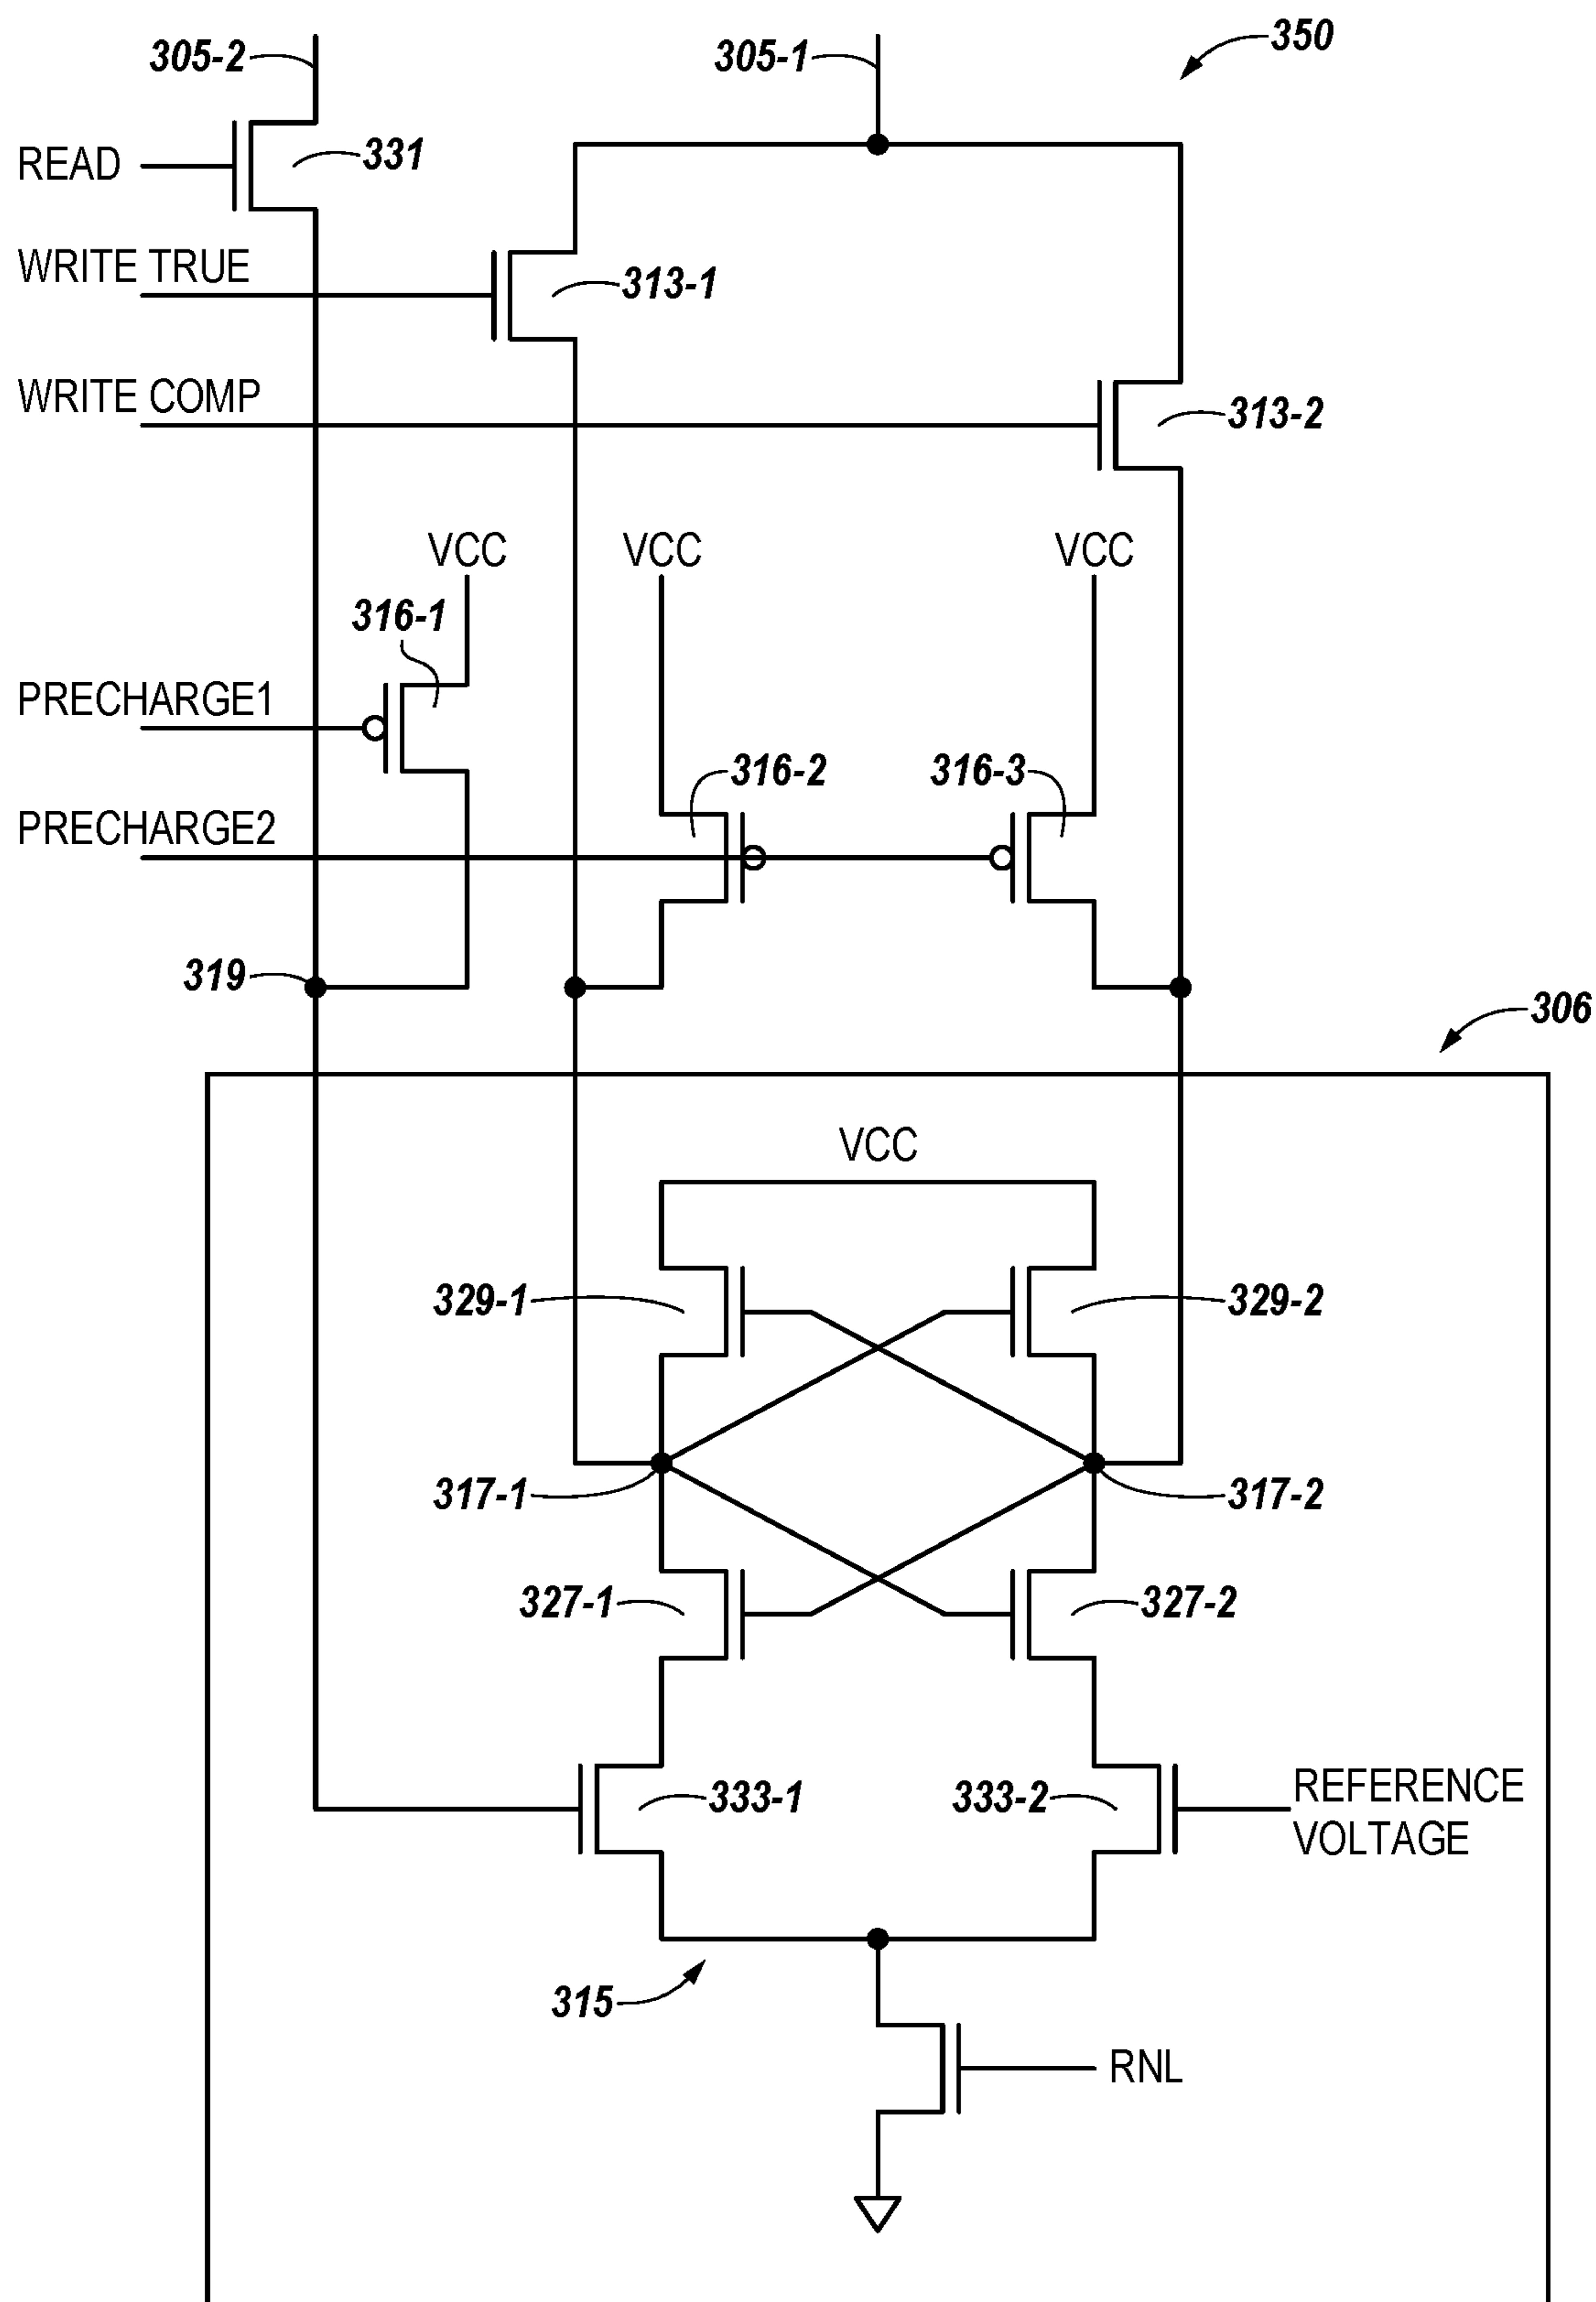 305-2
305-1
350
READ
331
WRITE TRUE
313-1
WRITE COMP
313-2
VCC
VCC
VCC
316-1
PRECHARGE1
316-2
316-3
PRECHARGE2
319
306
VCC
329-1
329-2
317-1
317-2
327-1
327-2
333-1
333-2
REFERENCE
VOLTAGE
315
RNL